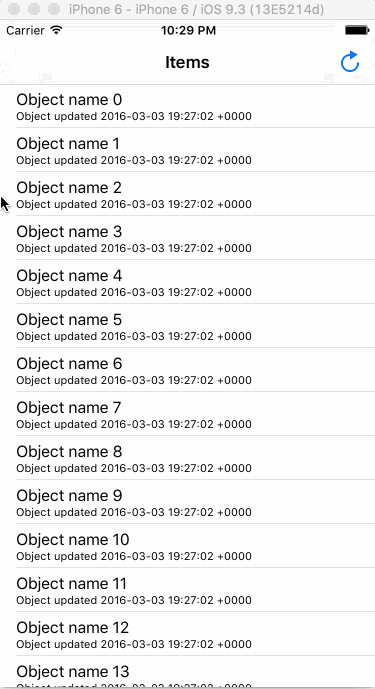 iPhone 6 - iPhone 6 / iOS 9.3 (13E5214d)
Carrier 10:29 PM
Items
Object name 0
Object updated 2016-03-03 19:27:02 +0000
Object name 1
Object updated 2016-03-03 19:27:02 +0000
Object name 2
Object updated 2016-03-03 19:27:02 +0000
Object name 3
Object updated 2016-03-03 19:27:02 +0000
Object name 4
Object updated 2016-03-03 19:27:02 +0000
Object name 5
Object updated 2016-03-03 19:27:02 +0000
Object name 6
Object updated 2016-03-03 19:27:02 +0000
Object name 7
Object updated 2016-03-03 19:27:02 +0000
Object name 8
Object updated 2016-03-03 19:27:02 +0000
Object name 9
Object updated 2016-03-03 19:27:02 +0000
Object name 10
Object updated 2016-03-03 19:27:02 +0000
Object name 11
Object updated 2016-03-03 19:27:02 +0000
Object name 12
Object updated 2016-03-03 19:27:02 +0000
Object name 13